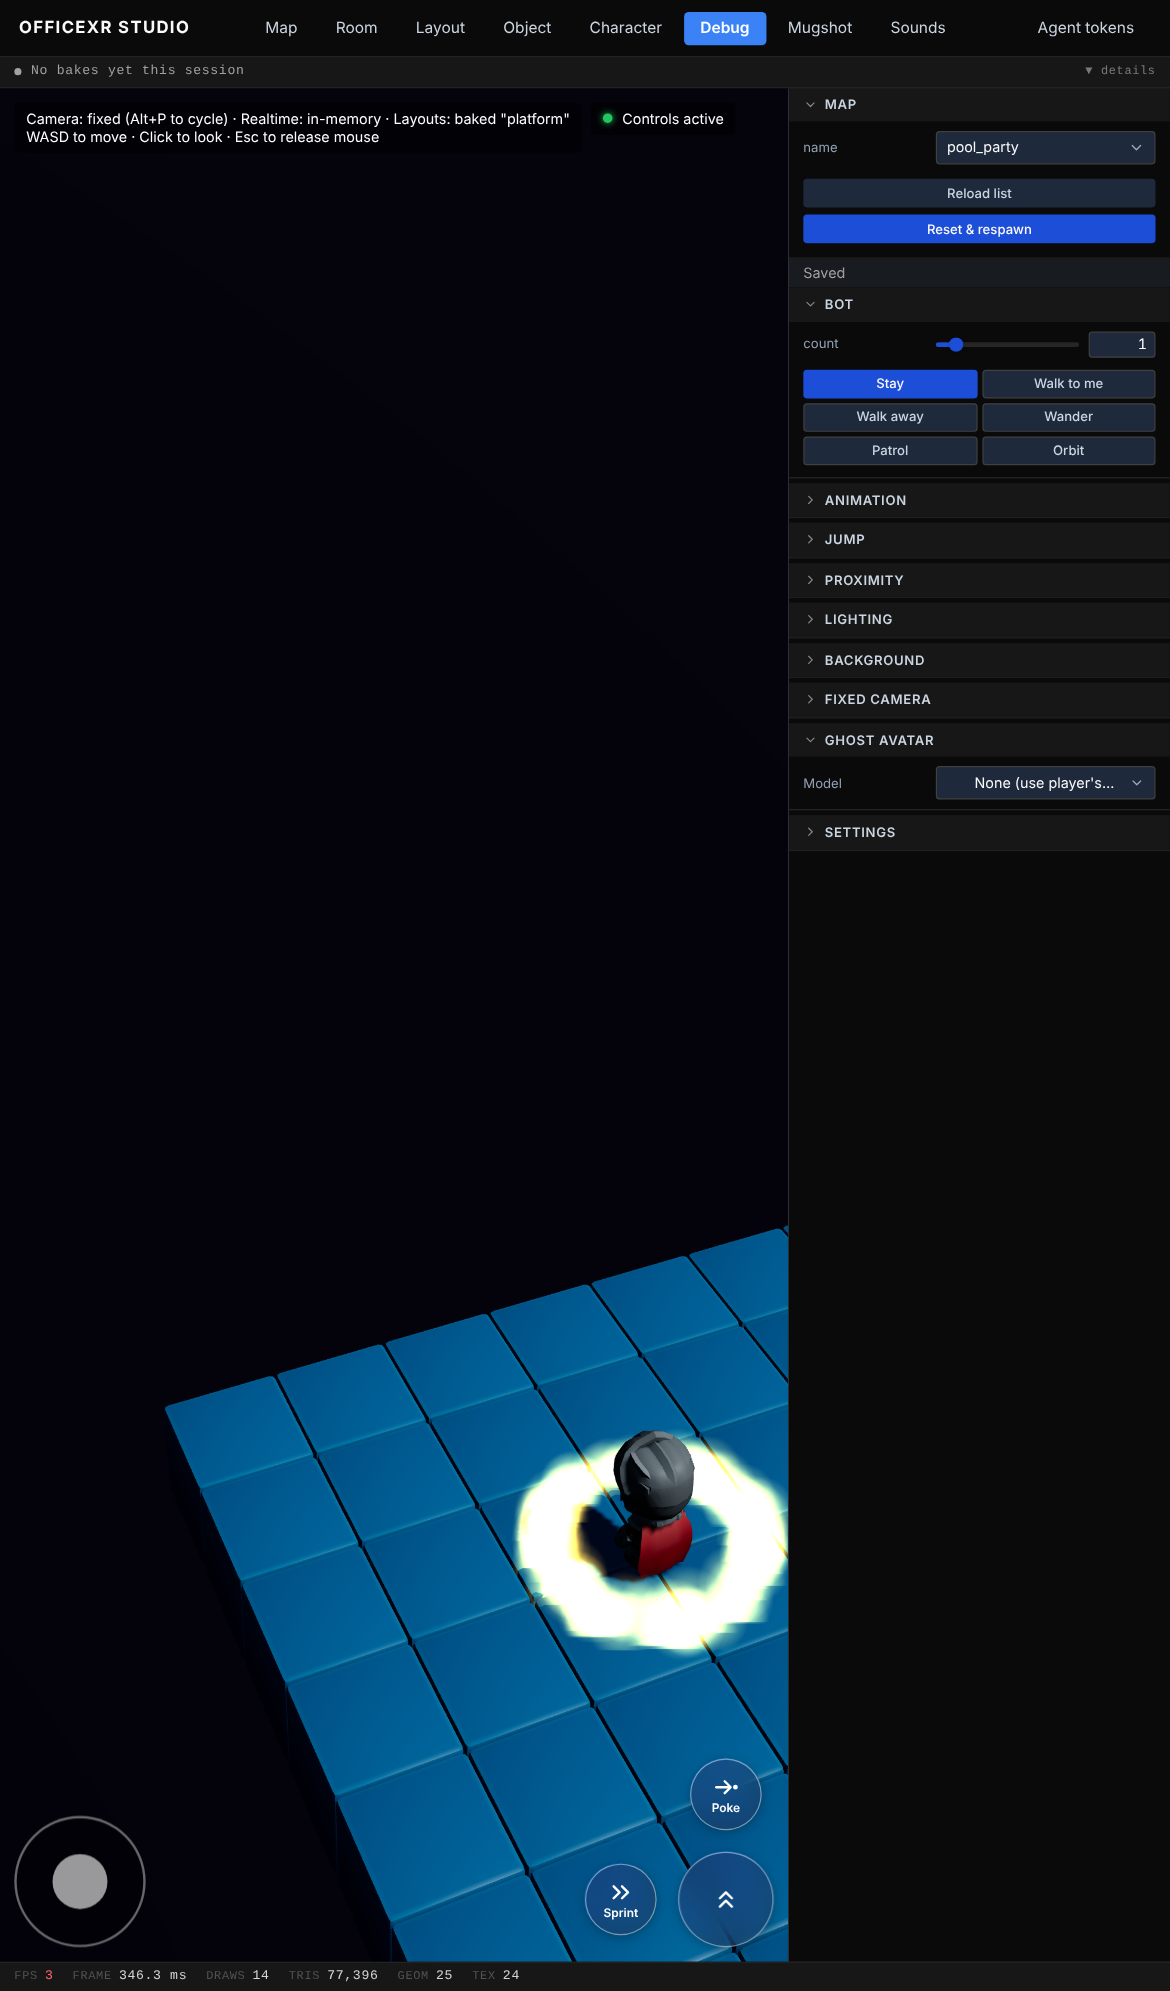 OFFICEXR STUDIO
Map
Room
Layout
Object
Character
Debug
Mugshot
Sounds
Agent tokens
No bakes yet this session
▼ details
Camera: fixed (Alt+P to cycle) · Realtime: in-memory · Layouts: baked "platform"
WASD to move · Click to look · Esc to release mouse
Controls active
MAP
name
pool_party
Reload list
Reset & respawn
Saved
BOT
count
1
Stay
Walk to me
Walk away
Wander
Patrol
Orbit
ANIMATION
JUMP
PROXIMITY
LIGHTING
BACKGROUND
FIXED CAMERA
GHOST AVATAR
Model
None (use player's...
SETTINGS
Poke
Sprint
FPS 3 FRAME 346.3 ms DRAWS 14 TRIS 77,396 GEOM 25 TEX 24